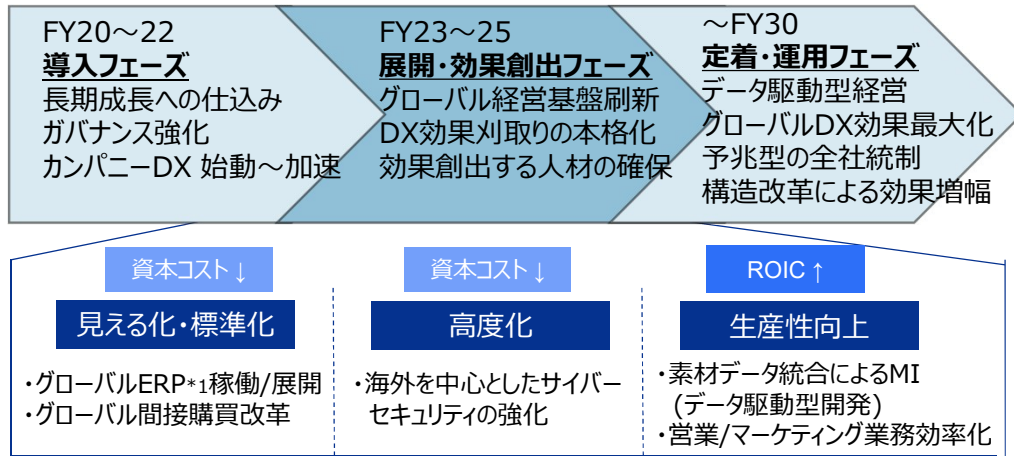 FY20～22
導入フェーズ
長期成長への仕込み
ガバナンス強化
カンパニーDX 始動～加速
FY23～25
展開・効果創出フェーズ
グローバル経営基盤刷新
DX効果刈取りの本格化
効果創出する人材の確保
～FY30
定着・運用フェーズ
データ駆動型経営
グローバルDX効果最大化
予兆型の全社統制
構造改革による効果増幅
資本コスト↓
見える化・標準化
・グローバルERP*1稼働/展開
・グローバル間接購買改革
資本コスト↓
高度化
・海外を中心としたサイバー
セキュリティの強化
ROIC ↑
生産性向上
・素材データ統合によるMI
(データ駆動型開発)
・営業/マーケティング業務効率化